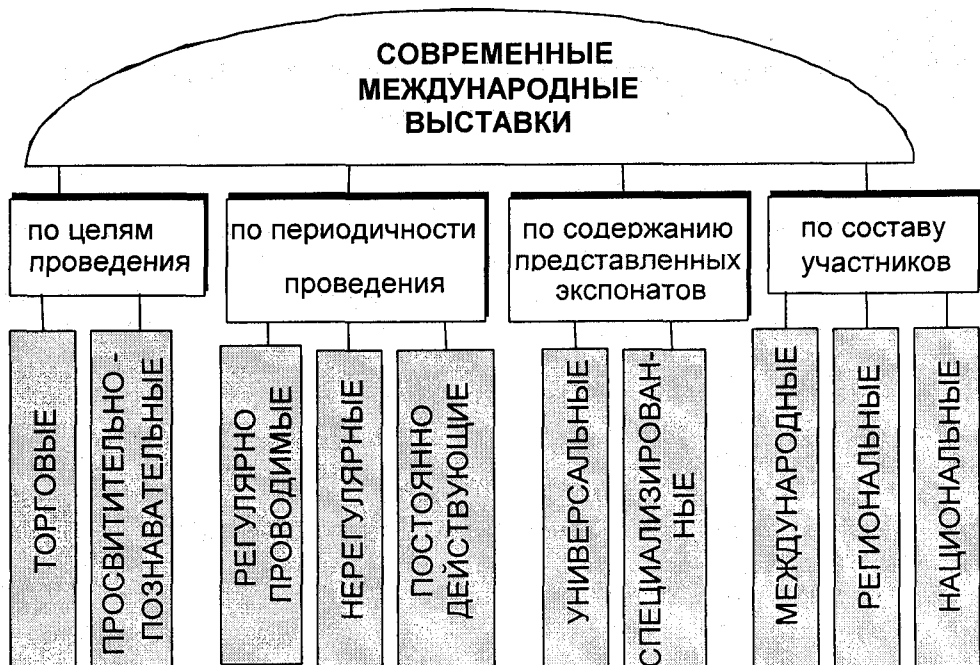 СОВРЕМЕННЫЕ
МЕЖДУНАРОДНЫЕ
ВЫСТАВКИ
по целям
проведения
по периодичности
проведения
по содержанию
представленных
экспонатов
по составу
участников
ТОРГОВЫЕ
ПРОСВИТИТЕЛЬНО -
ПОЗНАВАТЕЛЬНЫЕ
РЕГУЛЯРНО
ПРОВОДИМЫЕ
НЕРЕГУЛЯРНЫЕ
ПОСТОЯННО
ДЕЙСТВУЮЩИЕ
УНИВЕРСАЛЬНЫЕ
СПЕЦИАЛИЗИРОВАН-
НЫЕ
МЕЖДУНАРОДНЫЕ
РЕГИОНАЛЬНЫЕ
НАЦИОНАЛЬНЫЕ